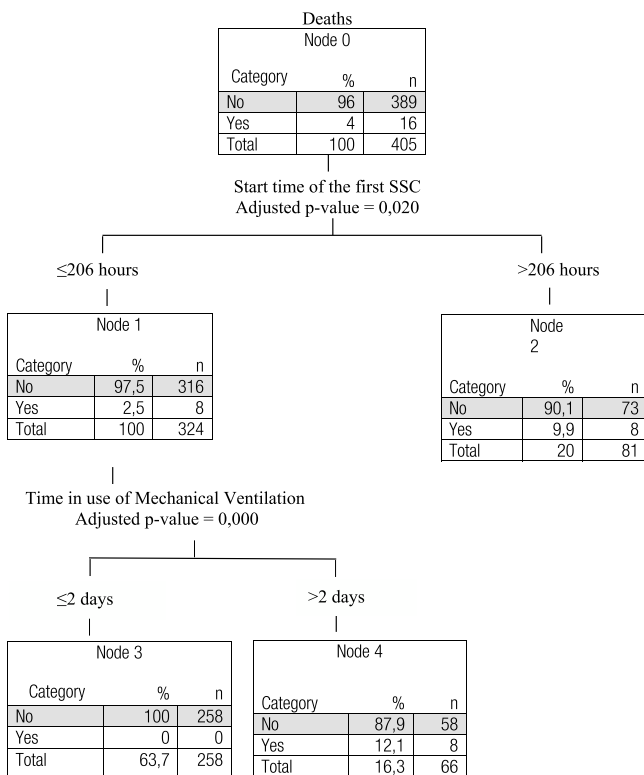 Deaths
Node 0
Category % n
No 96 389
Yes 4 16
Total 100 405
Start time of the first SSC
Adjusted p-value = 0,020
≤206 hours
>206 hours
Node 1
Category % n
No 97,5 316
Yes 2,5 8
Total 100 324
Node
2
Category % n
No 90,1 73
Yes 9,9 8
Total 20 81
Time in use of Mechanical Ventilation
Adjusted p-value = 0,000
≤2 days
>2 days
Node 3
Category % n
No 100 258
Yes 0 0
Total 63,7 258
Node 4
Category % n
No 87,9 58
Yes 12,1 8
Total 16,3 66